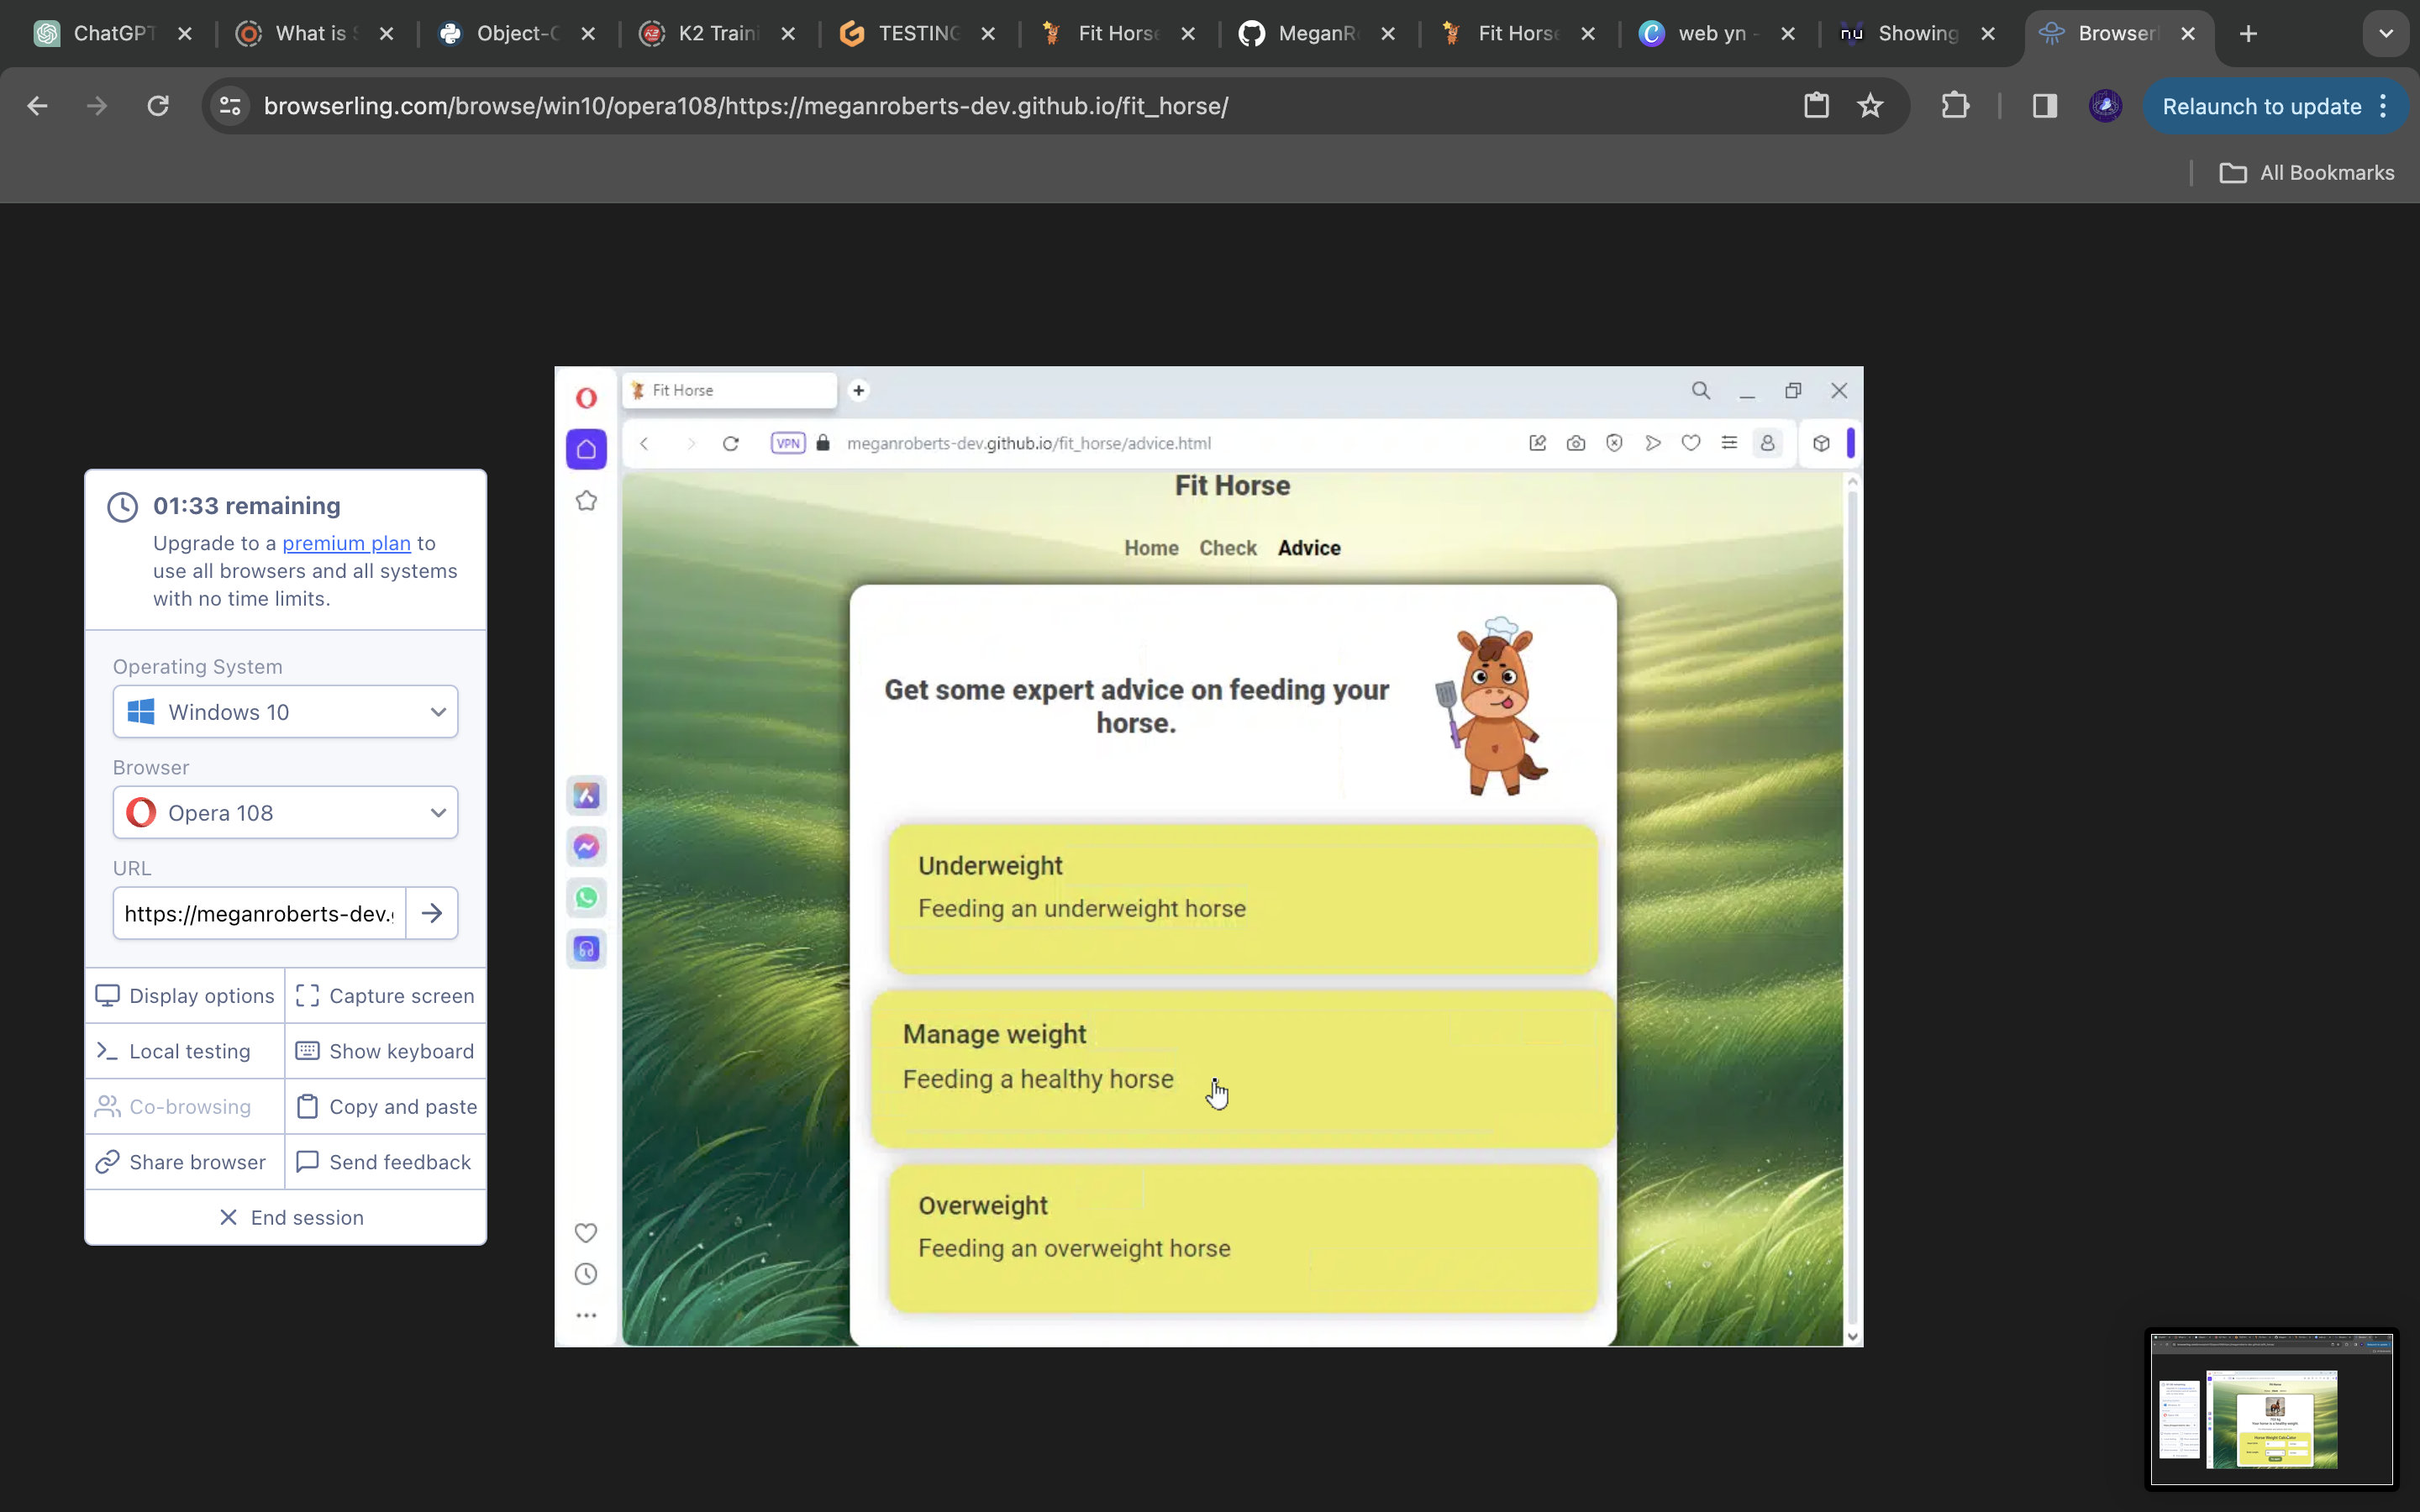 ChatGPT
What is
Object-
K2 Traini
TESTING
Fit Horse
MeganR
Fit Horse
web yn -
Showing
Browser
browserling.com/browse/win10/opera108/https://meganroberts-dev.github.io/fit_horse/
Relaunch to update
All Bookmarks
01:33 remaining
Upgrade to a premium plan to
use all browsers and all systems
with no time limits.
Operating System
Windows 10
Browser
Opera 108
URL
https://meganroberts-dev.
Display options
Capture screen
Local testing
Show keyboard
Co-browsing
Copy and paste
Share browser
Send feedback
End session
Fit Horse
VPN
meganroberts-dev.github.io/fit_horse/advice.html
Fit Horse
Home Check Advice
Get some expert advice on feeding your
horse.
Underweight
Feeding an underweight horse
Manage weight
Feeding a healthy horse
Overweight
Feeding an overweight horse